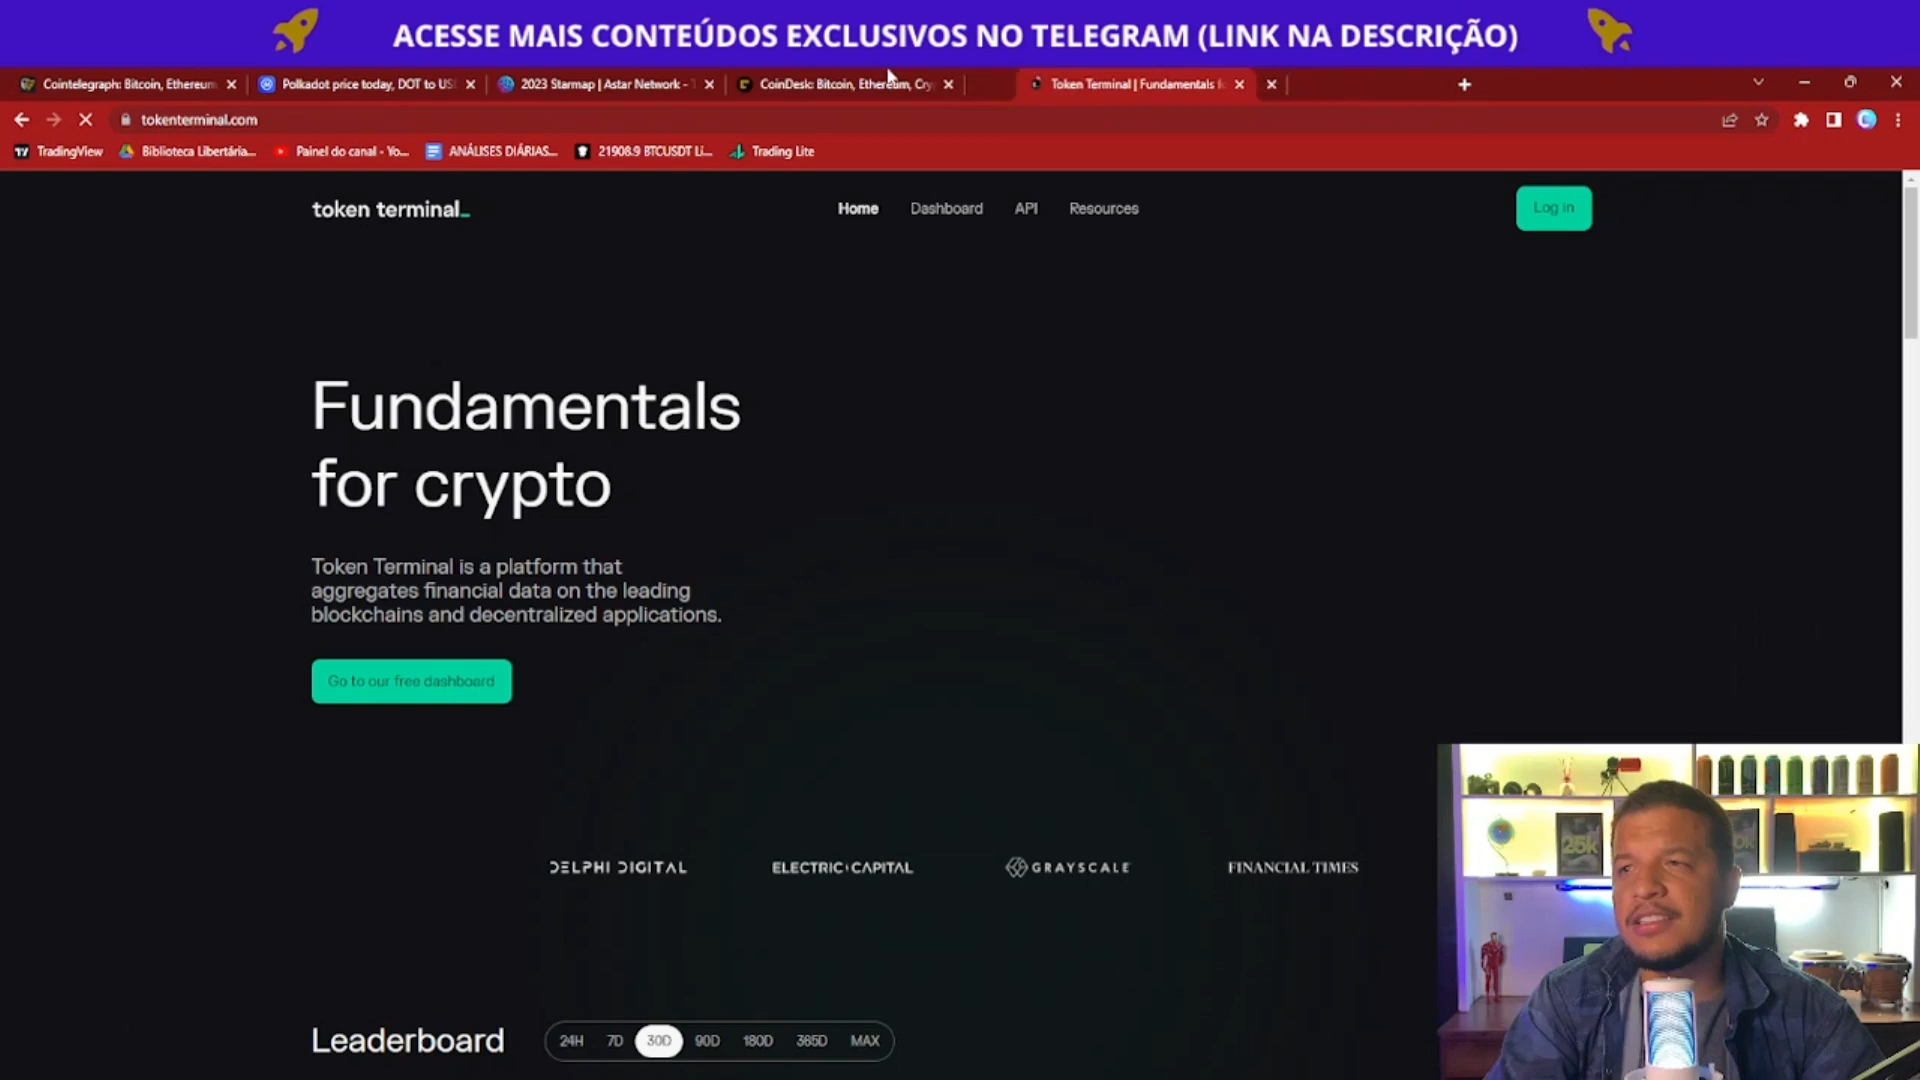 ACESSE MAIS CONTEÚDOS EXCLUSIVOS NO TELEGRAM (LINK NA DESCRIÇÃO)
Cointelegraph: Bitcoin, Ethereum
Polkadot price today, DOT to US
2023 Starmap | Astar Network -
CoinDesk: Bitcoin, Ethereum, Cry
Token Terminal | Fundamentals f
tokenterminal.com
TradingView
Biblioteca Libertária...
Painel do canal - Yo...
ANÁLISES DIÁRIAS...
21908.9 BTCUSDT Li...
Trading Lite
token terminal_
Home
Dashboard
API
Resources
Log in
Fundamentals
for crypto
Token Terminal is a platform that
aggregates financial data on the leading
blockchains and decentralized applications.
Go to our free dashboard
DELPHI DIGITAL
ELECTRIC CAPITAL
GRAYSCALE
FINANCIAL TIMES
25k
Leaderboard
24H
7D
30D
90D
180D
365D
MAX